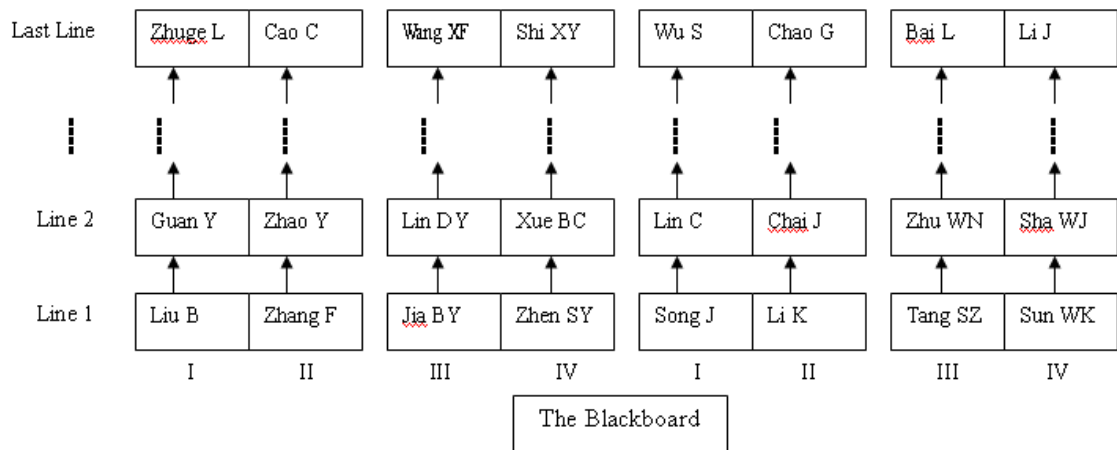 Last Line Zhuge L Cao C Wang XF Shi XY Wu S Chao G Bai L Li J
Line 2 Guan Y Zhao Y Lin D Y Xue BC Lin C Chai J Zhu WN Sha WJ
Line 1 Liu B Zhang F Jia B Y Zhen SY Song J Li K Tang SZ Sun WK
I II III IV I II III IV
The Blackboard